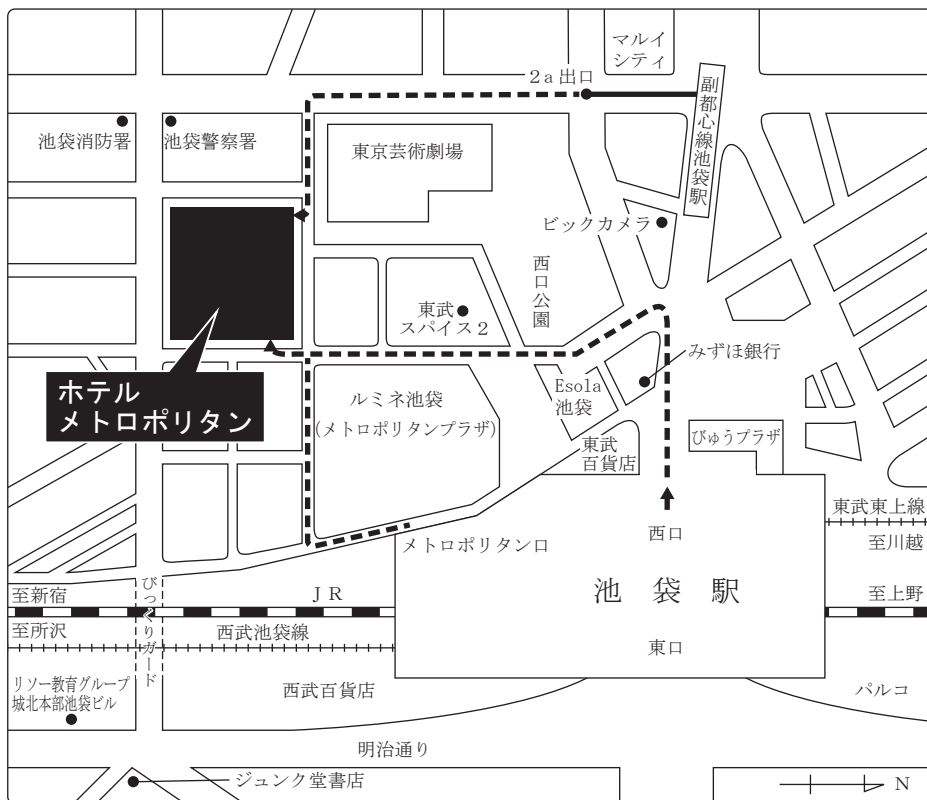 マルイ
シティ
2a 出口
副都心線池袋駅
池袋消防署
池袋警察署
東京芸術劇場
ビックカメラ
西口公園
東武
スパイス2
みずほ銀行
ホテル
メトロポリタン
ルミネ池袋
(メトロポリタンプラザ)
Esola
池袋
東武
百貨店
びゅうプラザ
東武東上線
西口
メトロポリタン口
至川越
池袋駅
至新宿
JR
至上野
至所沢
西武池袋線
びっくりガード
東口
リソー教育グループ
城北本部池袋ビル
西武百貨店
パルコ
明治通り
ジュンク堂書店
N